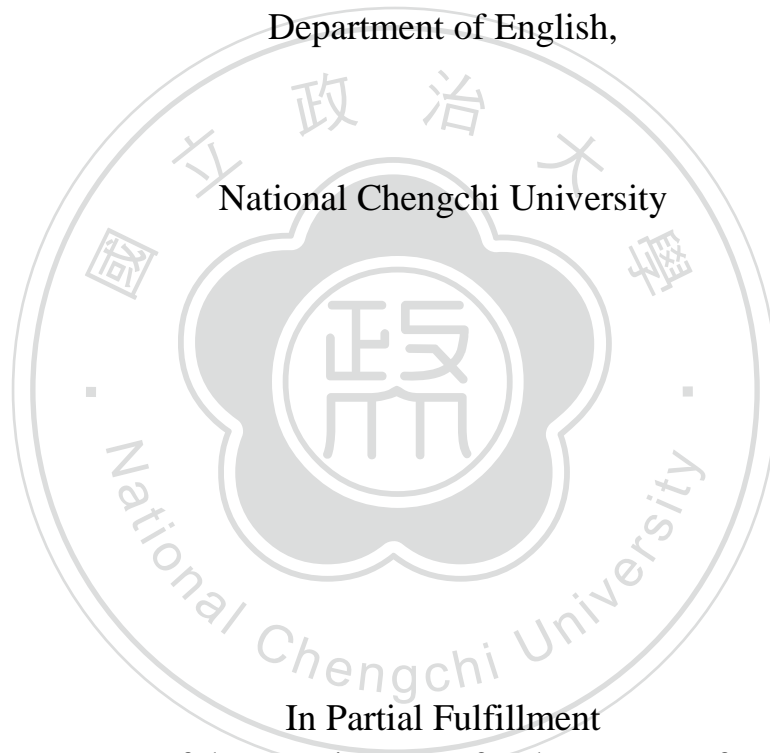 Department of English,
國立政治大學
National Chengchi University
政
National Chengchi University
In Partial Fulfillment